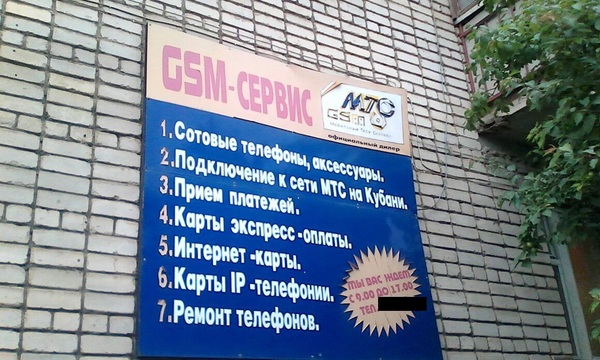 GSM-СЕРВИС
МТС
GSM
официальный дилер
1. Сотовые телефоны, аксессуары.
2. Подключение к сети МТС на Кубани.
3. Прием платежей.
4. Карты экспресс-оплаты.
5. Интернет-карты.
6. Карты IP-телефонии.
7. Ремонт телефонов.
МЫ ВАС ЖДЕМ
С 9.00 ДО 17.00
ТЕЛ